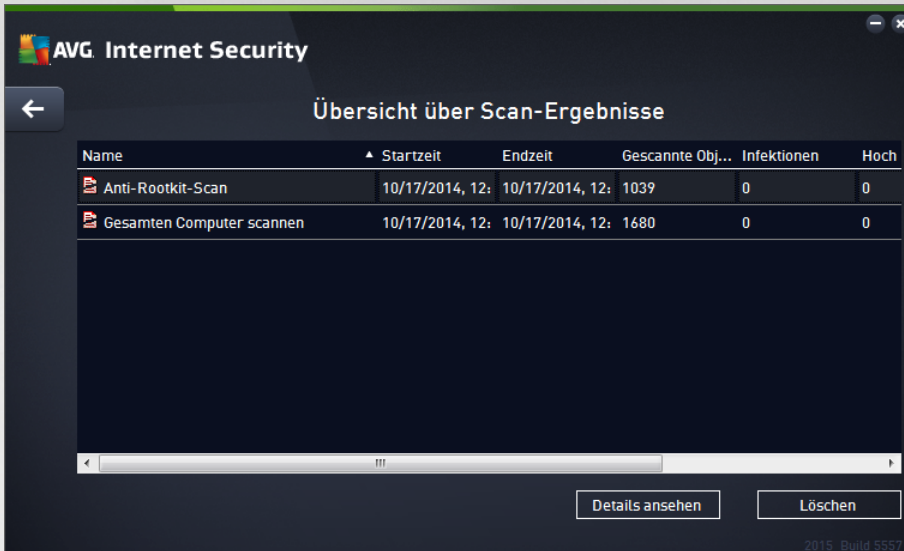 AVG. Internet Security
Übersicht über Scan-Ergebnisse
Name Startzeit Endzeit Gescannte Obj... Infektionen Hoch
Anti-Rootkit-Scan 10/17/2014, 12: 10/17/2014, 12: 1039 0 0
Gesamten Computer scannen 10/17/2014, 12: 10/17/2014, 12: 1680 0 0
Details ansehen Löschen
2015 Build 5557